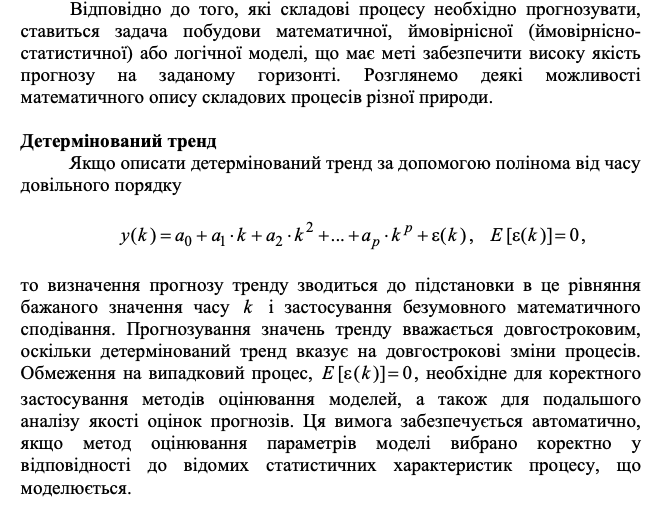 Відповідно до того, які складові процесу необхідно прогнозувати,
ставиться задача побудови математичної, ймовірнісної (ймовірнісно-
статистичної) або логічної моделі, що має меті забезпечити високу якість
прогнозу на заданому горизонті. Розглянемо деякі можливості
математичного опису складових процесів різної природи.
Детермінований тренд
Якщо описати детермінований тренд за допомогою полінома від часу
довільного порядку
y(k) = a₀ + a₁ · k + a₂ · k² + ... + aₚ · kᵖ + ε(k), E [ε(k)] = 0,
то визначення прогнозу тренду зводиться до підстановки в це рівняння
бажаного значення часу k і застосування безумовного математичного
сподівання. Прогнозування значень тренду вважається довгостроковим,
оскільки детермінований тренд вказує на довгострокові зміни процесів.
Обмеження на випадковий процес, E [ε(k)] = 0, необхідне для коректного
застосування методів оцінювання моделей, а також для подальшого
аналізу якості оцінок прогнозів. Ця вимога забезпечується автоматично,
якщо метод оцінювання параметрів моделі вибрано коректно у
відповідності до відомих статистичних характеристик процесу, що
моделюється.